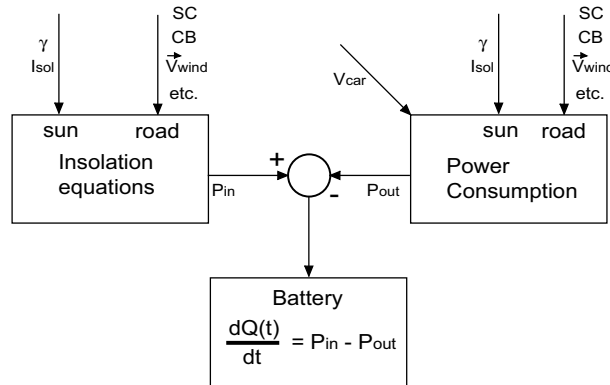 SC
γ
CB
Isol
Vwind
etc.
sun
road
Insolation
equations
Pin
+
-
Vcar
γ
Isol
SC
CB
Vwind
etc.
sun
road
Power
Consumption
Pout
Battery
dQ(t)
dt
= Pin - Pout